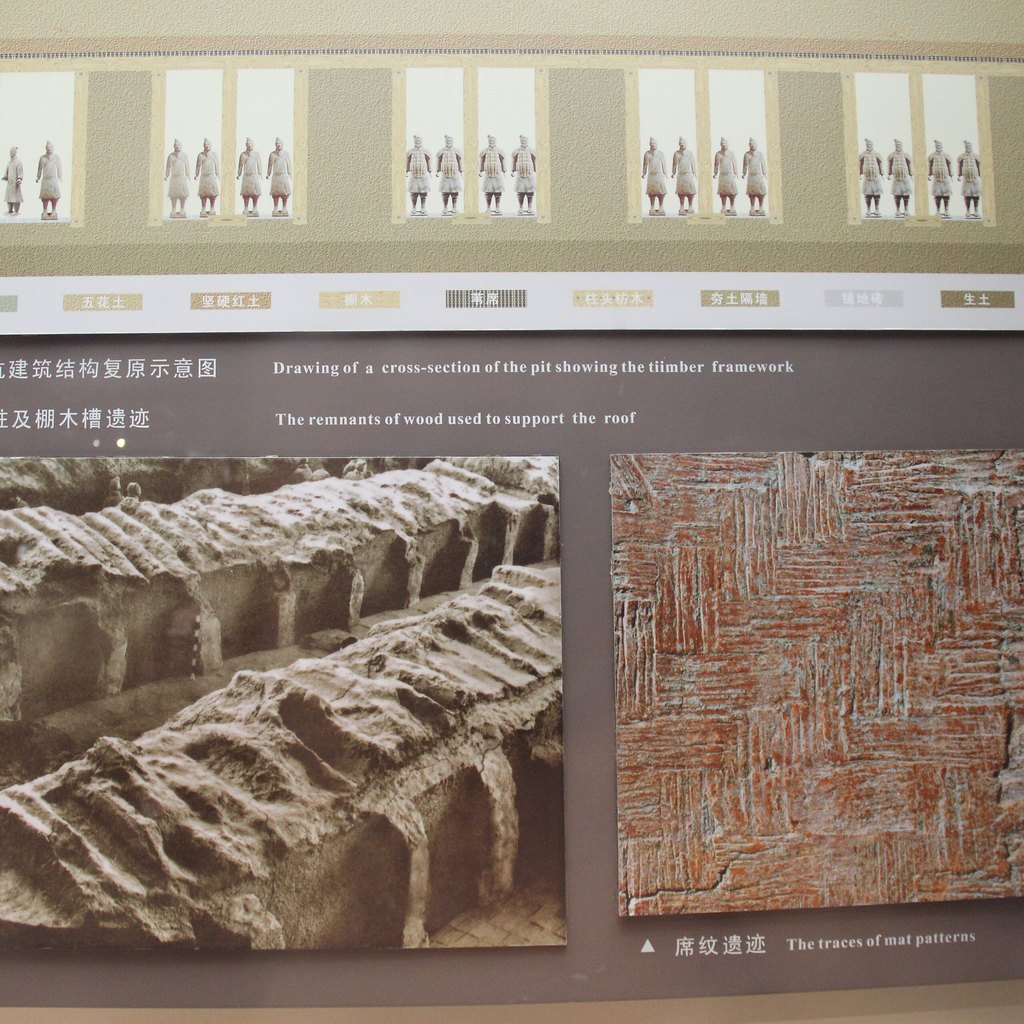 五花土 坚硬红土 棚木 苇席 柱头枋木 夯土隔墙 铺地砖 生土
坑建筑结构复原示意图 Drawing of a cross-section of the pit showing the tiimber framework
柱及棚木槽遗迹 The remnants of wood used to support the roof
▲ 席纹遗迹 The traces of mat patterns